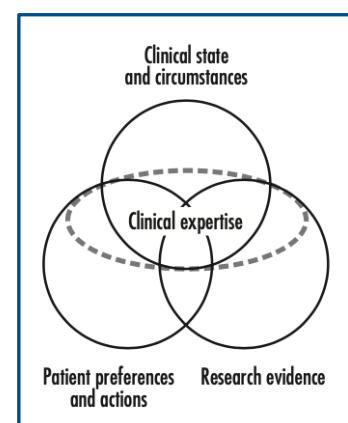 Clinical state
and circumstances
Clinical expertise
Patient preferences
and actions
Research evidence